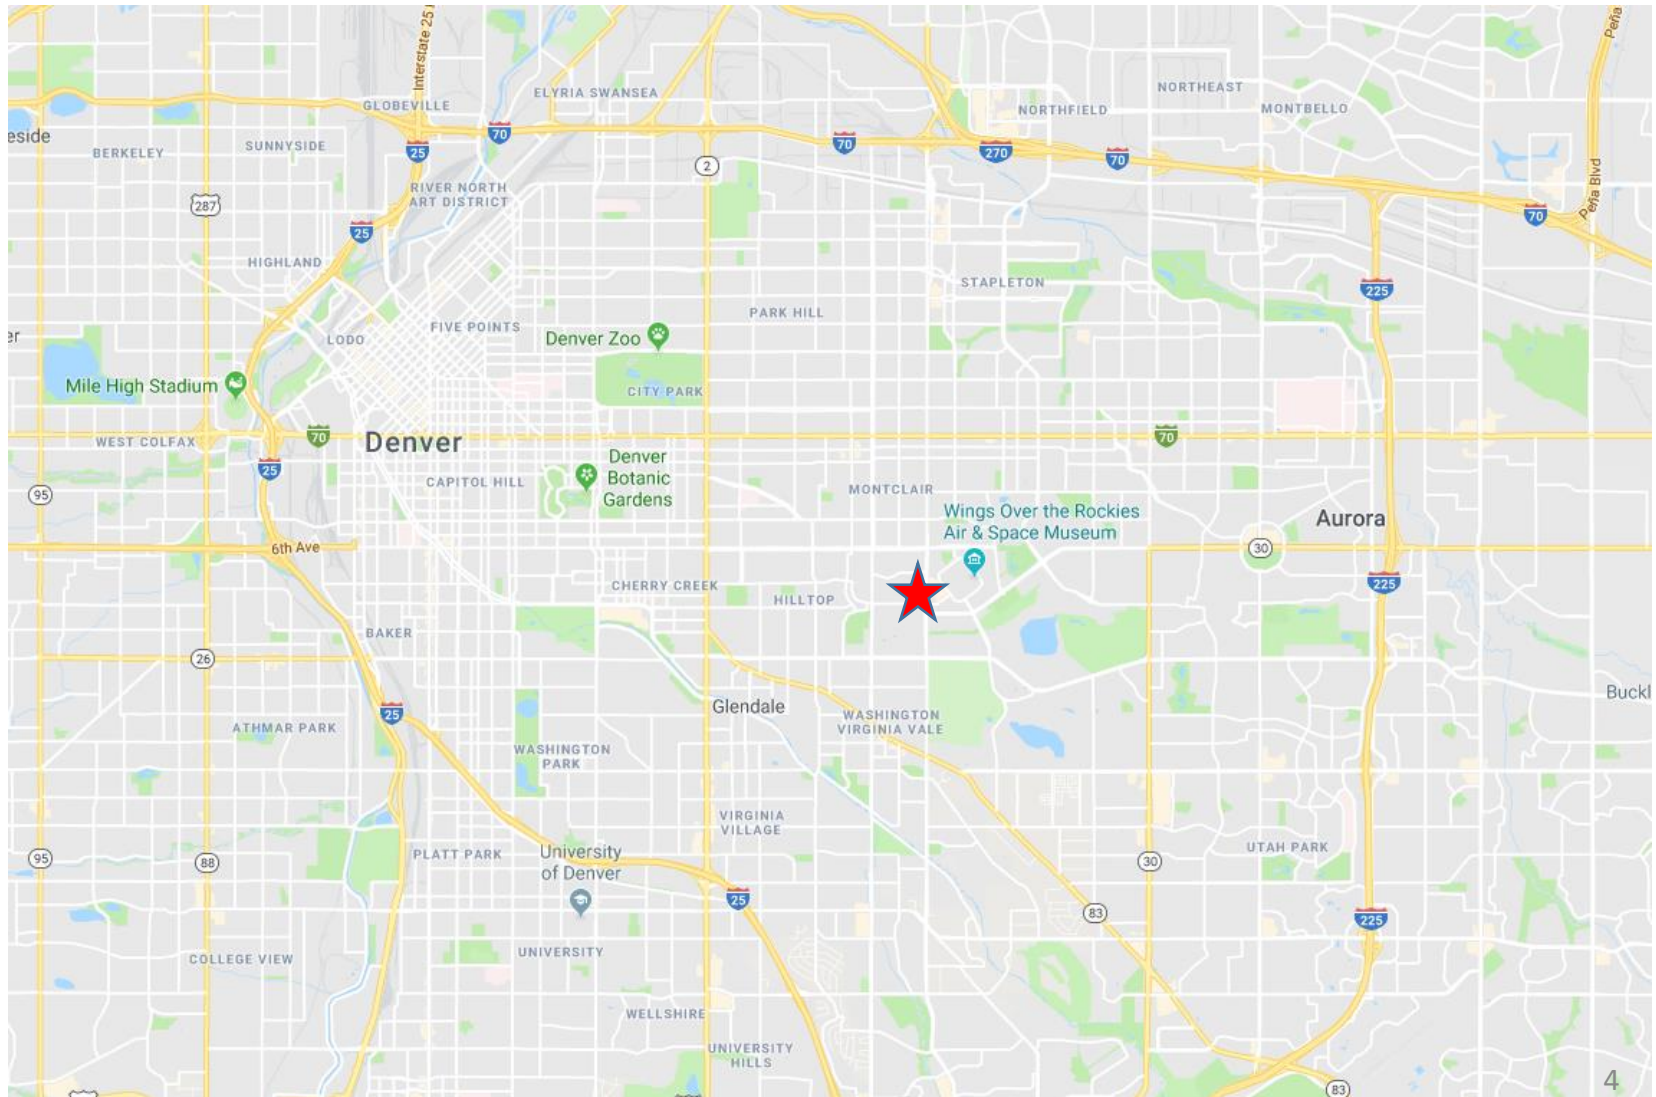 Interstate 25
Peña
GLOBEVILLE
ELYRIA SWANSEA
NORTHEAST
NORTHFIELD
MONTBELLO
eside
BERKELEY
SUNNYSIDE
25
70
70
270
70
2
RIVER NORTH
ART DISTRICT
287
25
Peña Blvd
70
HIGHLAND
STAPLETON
225
PARK HILL
FIVE POINTS
LODO
Denver Zoo
er
Mile High Stadium
CITY PARK
WEST COLFAX
70
Denver
70
25
Denver
Botanic
Gardens
CAPITOL HILL
MONTCLAIR
95
Wings Over the Rockies
Air & Space Museum
Aurora
6th Ave
30
CHERRY CREEK
HILLTOP
225
BAKER
26
Buckl
25
Glendale
ATHMAR PARK
WASHINGTON
VIRGINIA VALE
WASHINGTON
PARK
VIRGINIA
VILLAGE
95
88
PLATT PARK
University
of Denver
UTAH PARK
30
25
83
225
COLLEGE VIEW
UNIVERSITY
WELLSHIRE
UNIVERSITY
HILLS
83
4